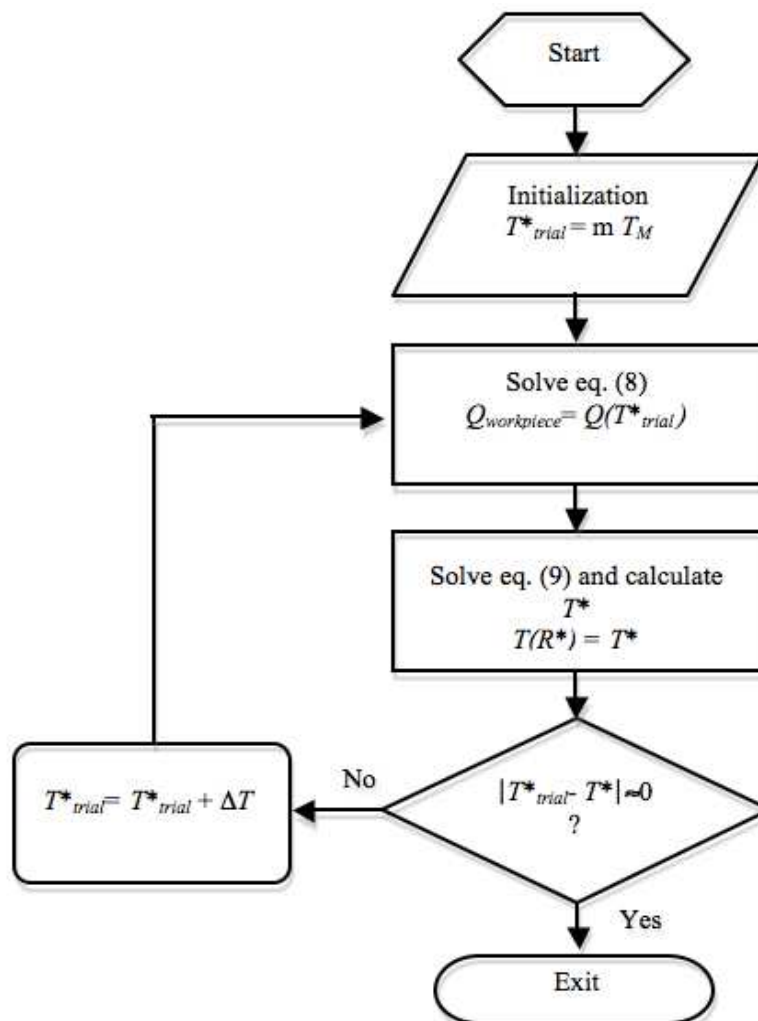 Start
Initialization
T*trial = m TM
Solve eq. (8)
Qworkpiece= Q(T*trial)
Solve eq. (9) and calculate
T*
T(R*) = T*
No
T*trial= T*trial + ΔT
|T*trial- T*|≈0
?
Yes
Exit